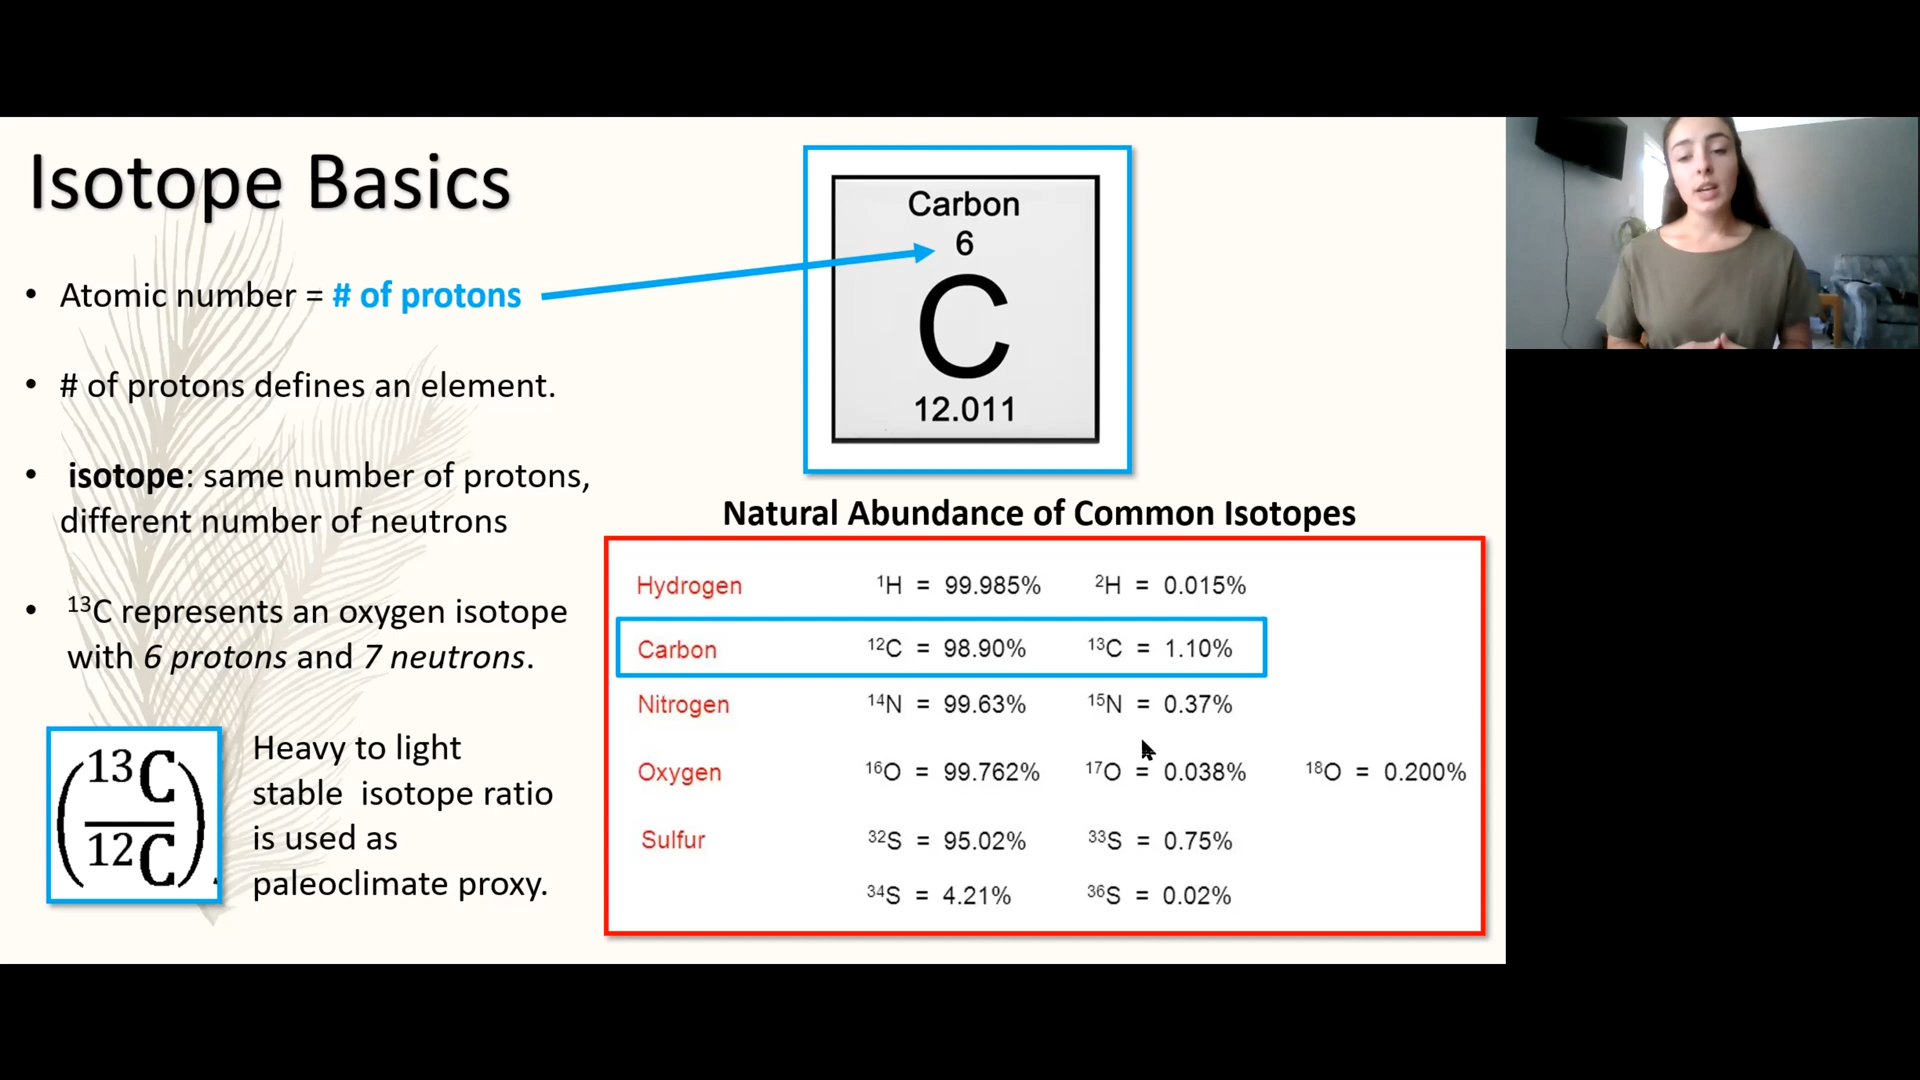 Isotope Basics
• Atomic number = # of protons
• # of protons defines an element.
• isotope: same number of protons,
different number of neutrons
• ¹³C represents an oxygen isotope
with 6 protons and 7 neutrons.
(¹³C
¹²C).
Heavy to light
stable isotope ratio
is used as
paleoclimate proxy.
Carbon
6
C
12.011
Natural Abundance of Common Isotopes
Hydrogen ¹H = 99.985% ²H = 0.015%
Carbon ¹²C = 98.90% ¹³C = 1.10%
Nitrogen ¹⁴N = 99.63% ¹⁵N = 0.37%
Oxygen ¹⁶O = 99.762% ¹⁷O = 0.038% ¹⁸O = 0.200%
Sulfur ³²S = 95.02% ³³S = 0.75%
³⁴S = 4.21% ³⁶S = 0.02%